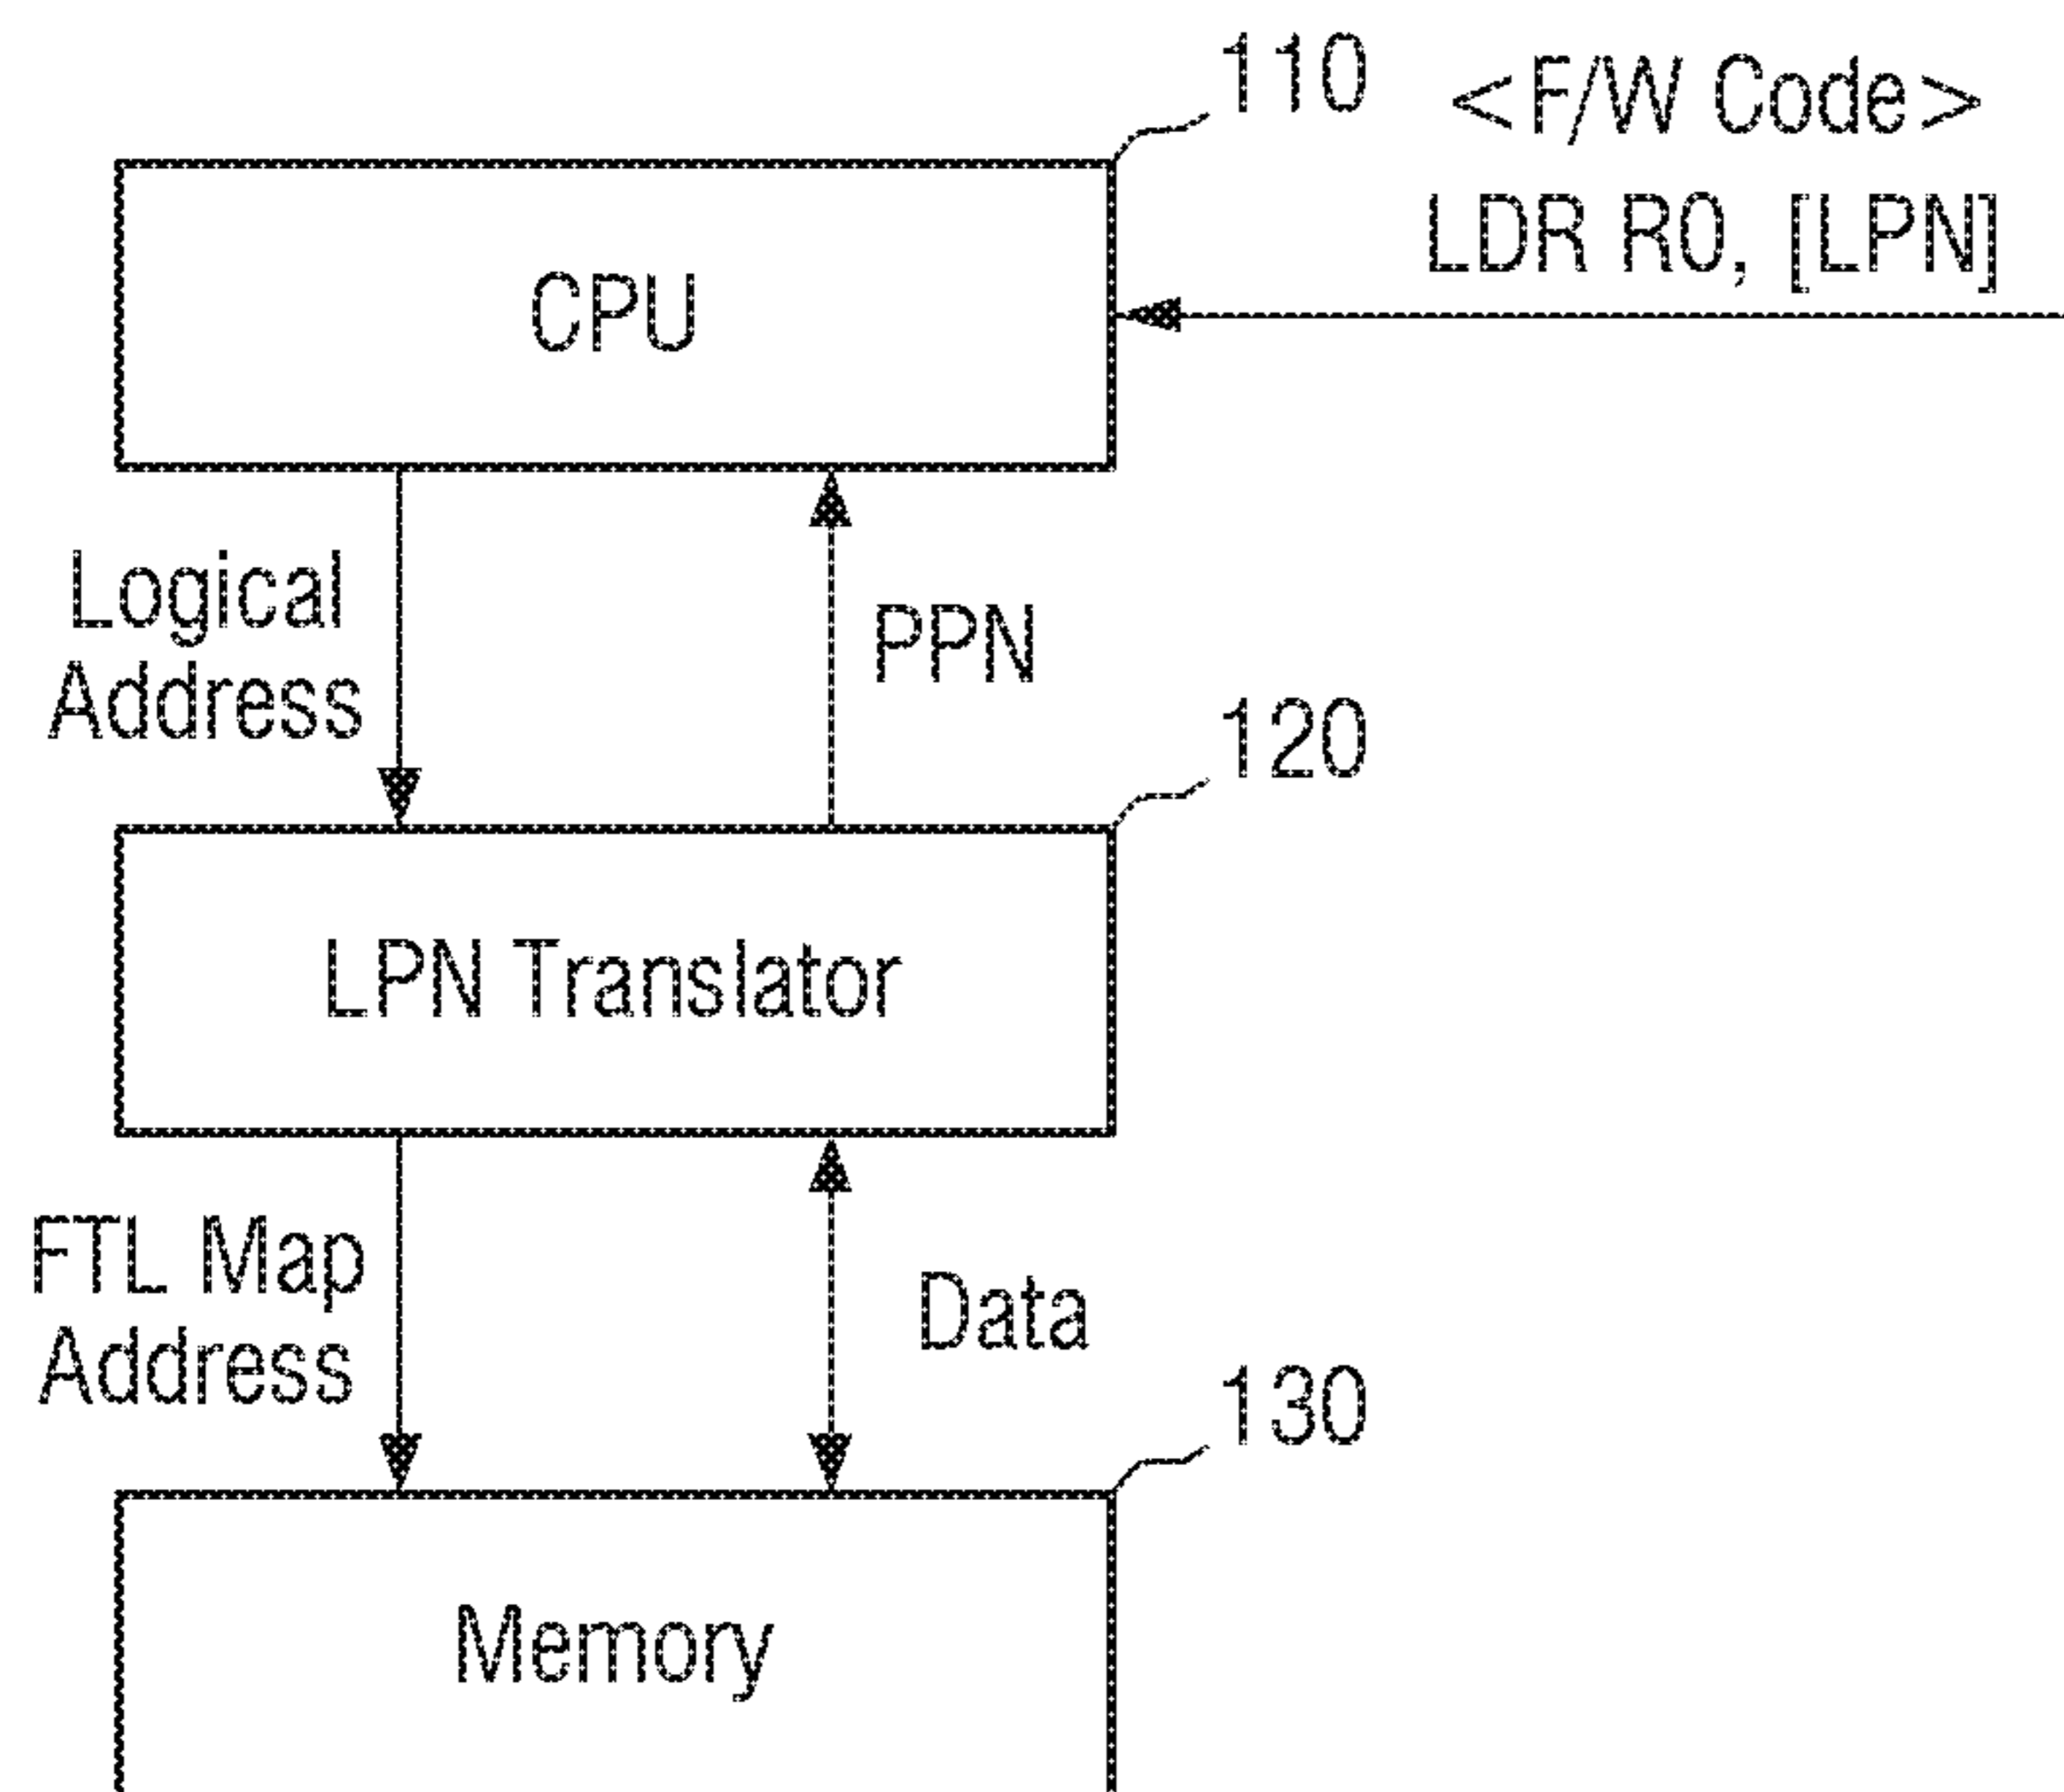 110
<F/W Code>
LDR R0, [LPN]
CPU
Logical
Address
PPN
120
LPN Translator
FTL Map
Address
Data
130
Memory